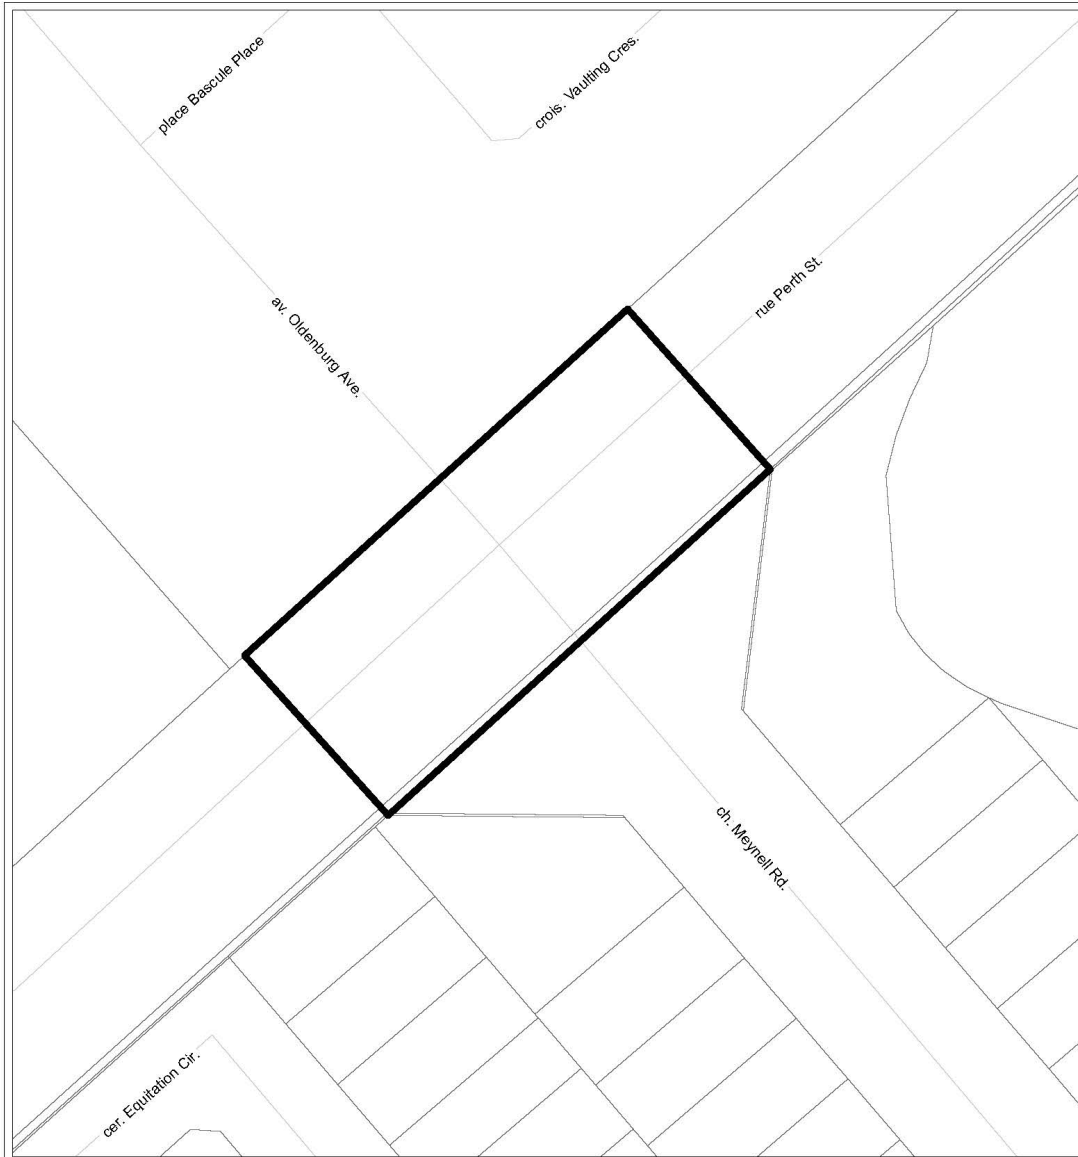 place Bascule Place
crois. Vaulting Cres.
rue Perth St.
av. Oldenburg Ave.
ch. Meynell Rd.
cer. Equitation Cir.